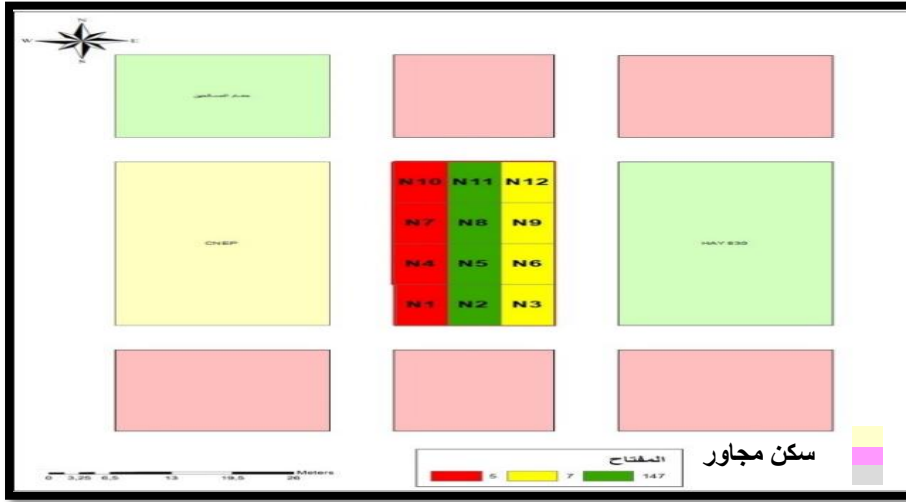 N
W E
S
CNEP
HAY 630
N10 N11 N12
N7 N8 N9
N4 N5 N6
N1 N2 N3
المفتاح
5 7 147
سكن مجاور
0 3,25 6,5 13 19,5 26 Meters